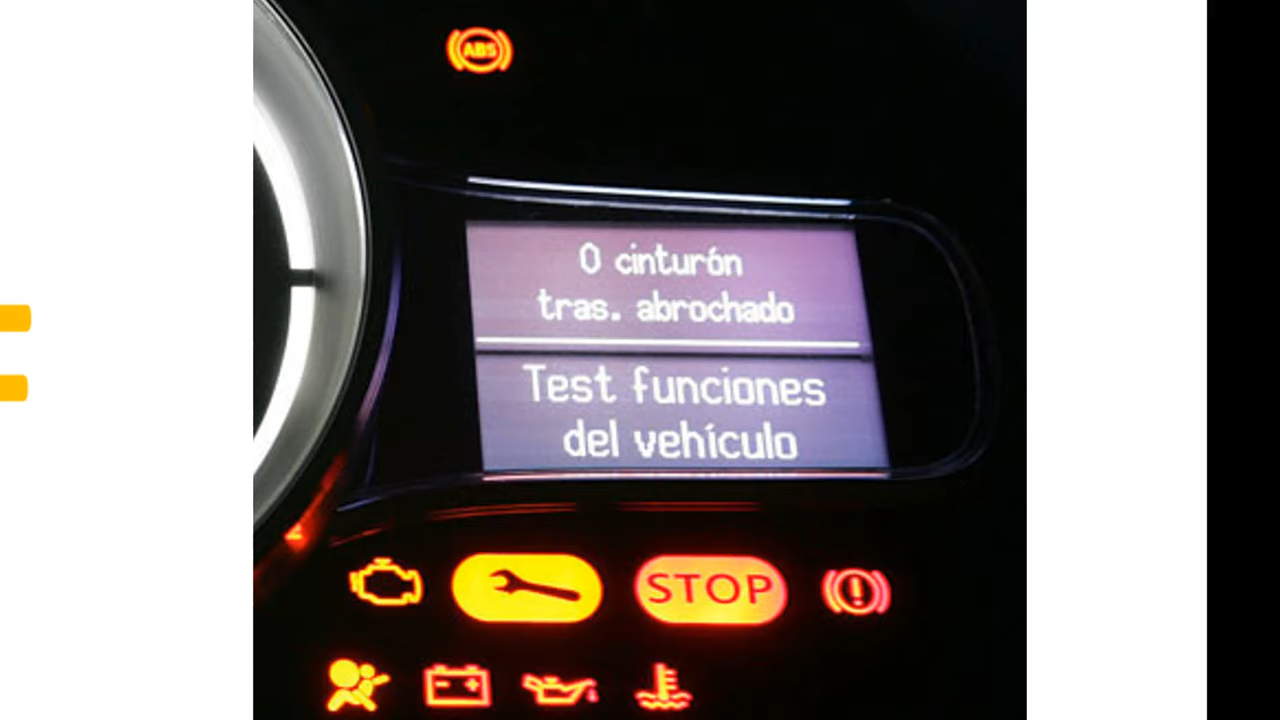 ABS
0 cinturón
tras. abrochado
Test funciones
del vehículo
STOP